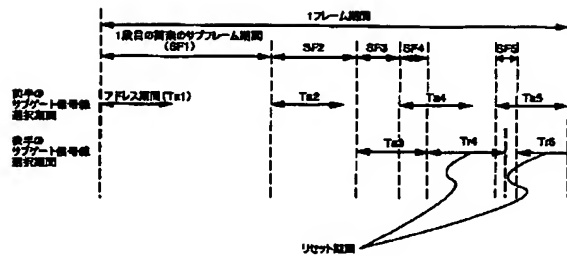 1フレーム期間
1段目の画素のサブフレーム期間
(SF1)
SF2
SF3
SF4
SF5
前半の
サブゲート信号線
選択期間
アドレス期間(Ta1)
Ta2
Ta4
Ta5
後半の
サブゲート信号線
選択期間
Ta3
Tr4
Tr5
リセット期間